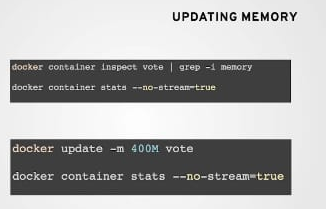 UPDATING MEMORY
docker container inspect vote | grep -i memory
docker container stats --no-stream=true
docker update -m 400M vote
docker container stats --no-stream=true